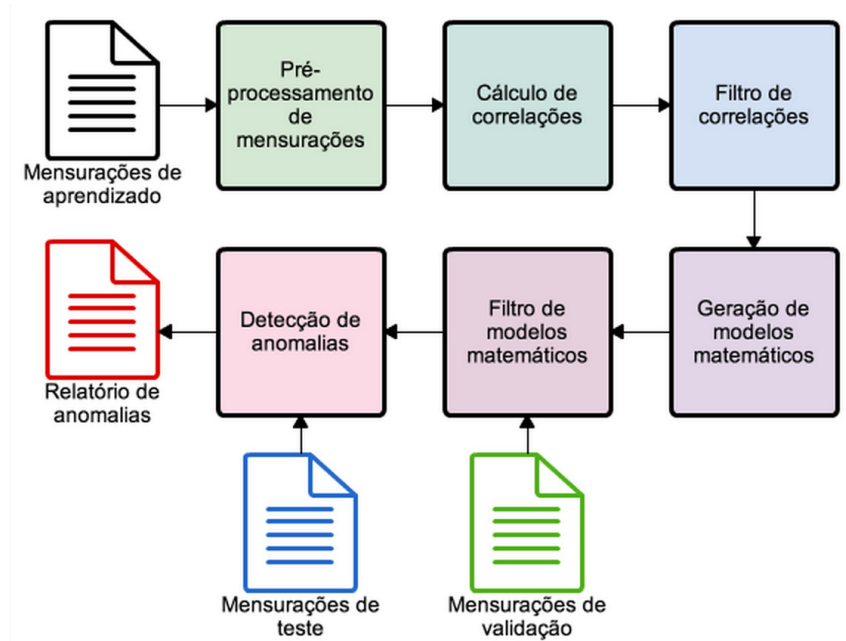 Pré-
processamento
de
mensurações
Cálculo de
correlações
Filtro de
correlações
Mensurações de
aprendizado
Detecção de
anomalias
Filtro de
modelos
matemáticos
Geração de
modelos
matemáticos
Relatório de
anomalias
Mensurações de
teste
Mensurações de
validação